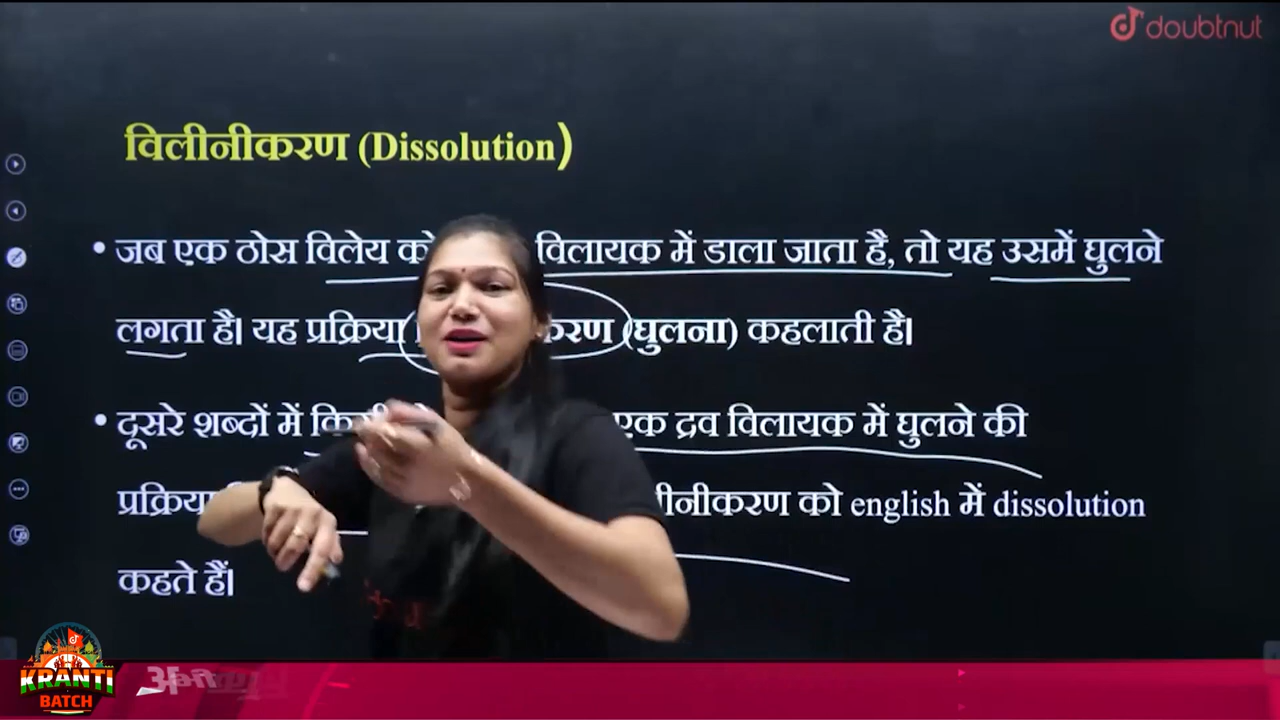 doubtnut
विलीनीकरण (Dissolution)
• जब एक ठोस विलेय को विलायक में डाला जाता है, तो यह उसमें घुलने
लगता है। यह प्रक्रिया करण (घुलना) कहलाती है।
• दूसरे शब्दों में एक द्रव विलायक में घुलने की
प्रक्रिया लीनीकरण को english में dissolution
कहते हैं।
KRANTI
BATCH